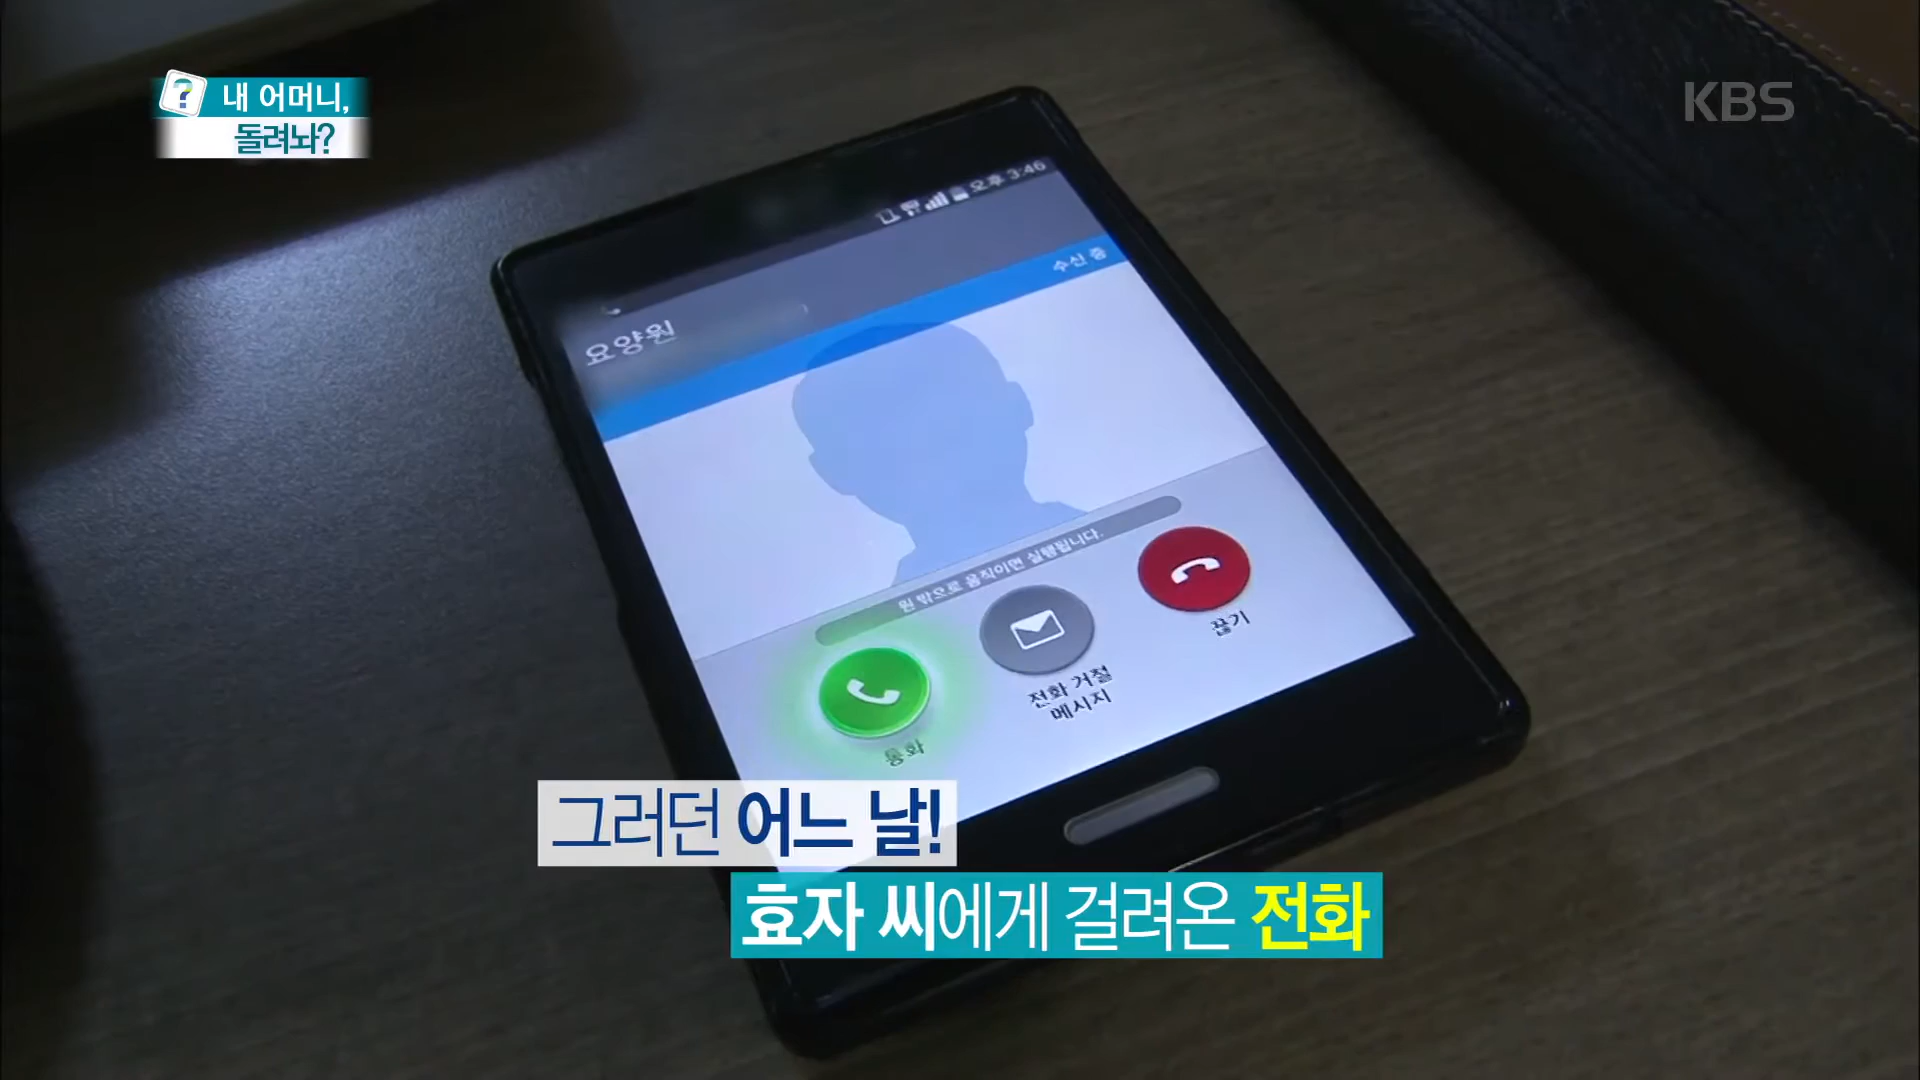 내 어머니,
돌려놔?
KBS
오후 3:46
수신 중
요양원
원 밖으로 움직이면 실행됩니다.
통화
전화 거절
메시지
끊기
그러던 어느 날!
효자 씨에게 걸려온 전화